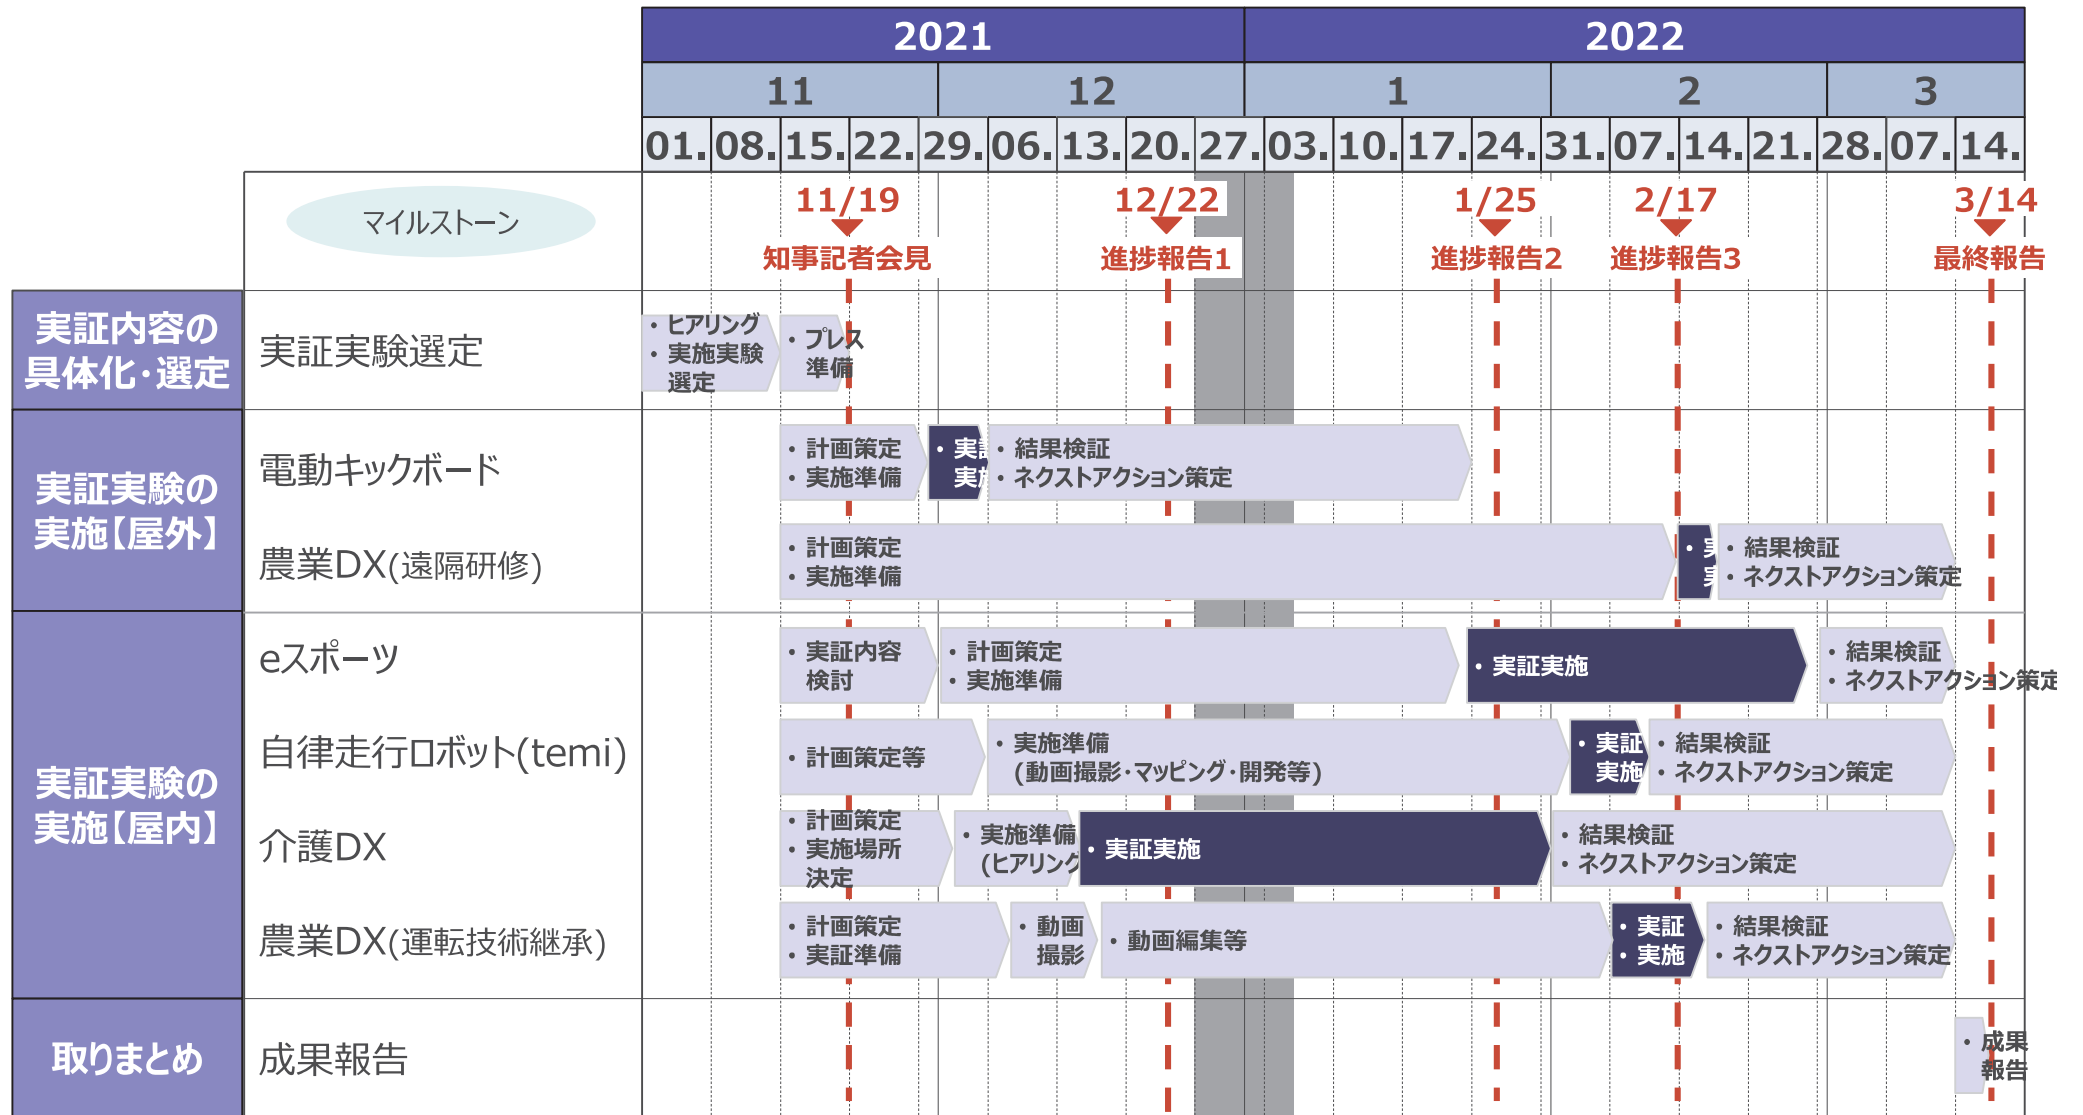 2021
2022
11
12
1
2
3
01.
08.
15.
22.
29.
06.
13.
20.
27.
03.
10.
17.
24.
31.
07.
14.
21.
28.
07.
14.
マイルストーン
11/19
知事記者会見
12/22
進捗報告1
1/25
進捗報告2
2/17
進捗報告3
3/14
最終報告
実証内容の
具体化・選定
実証実験選定
・ヒアリング
・実施実験
選定
・プレス
準備
実証実験の
実施【屋外】
電動キックボード
・計画策定
・実施準備
・実
実
・結果検証
・ネクストアクション策定
農業DX(遠隔研修)
・計画策定
・実施準備
・結果検証
・ネクストアクション策定
実証実験の
実施【屋内】
eスポーツ
・実証内容
検討
・計画策定
・実施準備
・実証実施
・結果検証
・ネクストアクション策定
自律走行ロボット(temi)
・計画策定等
・実施準備
(動画撮影・マッピング・開発等)
・実証
実施
・結果検証
・ネクストアクション策定
介護DX
・計画策定
・実施場所
決定
・実施準備
(ヒアリング
・実証実施
・結果検証
・ネクストアクション策定
農業DX(運転技術継承)
・計画策定
・実証準備
・動画
撮影
・動画編集等
・実証
・実施
・結果検証
・ネクストアクション策定
取りまとめ
成果報告
・成果
報告